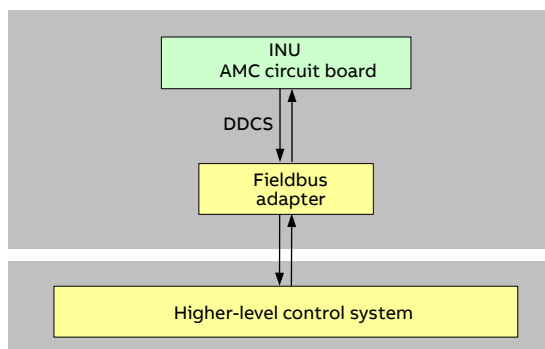 INU
AMC circuit board
DDCS
Fieldbus
adapter
Higher-level control system